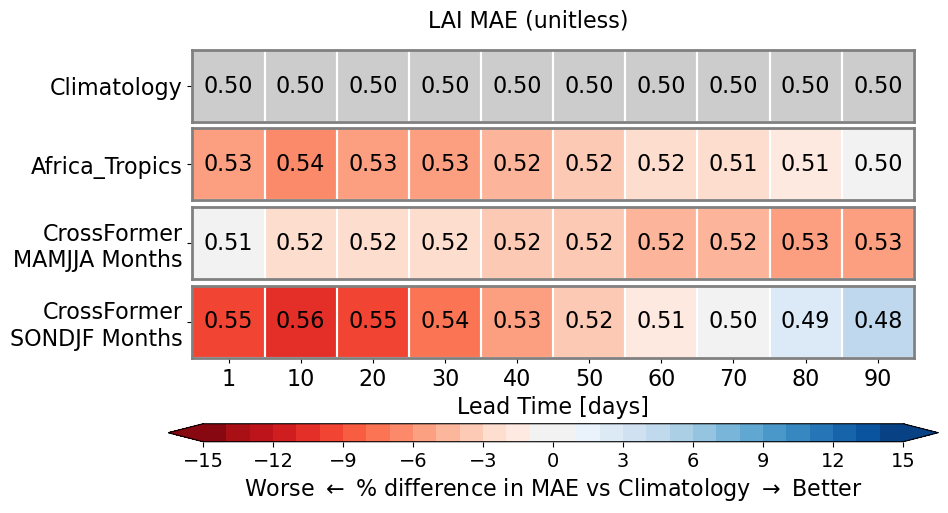 LAI MAE (unitless)
Climatology 0.50 0.50 0.50 0.50 0.50 0.50 0.50 0.50 0.50 0.50
Africa_Tropics 0.53 0.54 0.53 0.53 0.52 0.52 0.52 0.51 0.51 0.50
CrossFormer
MAMJJA Months 0.51 0.52 0.52 0.52 0.52 0.52 0.52 0.52 0.53 0.53
CrossFormer
SONDJF Months 0.55 0.56 0.55 0.54 0.53 0.52 0.51 0.50 0.49 0.48
1 10 20 30 40 50 60 70 80 90
Lead Time [days]
−15 −12 −9 −6 −3 0 3 6 9 12 15
Worse ← % difference in MAE vs Climatology → Better